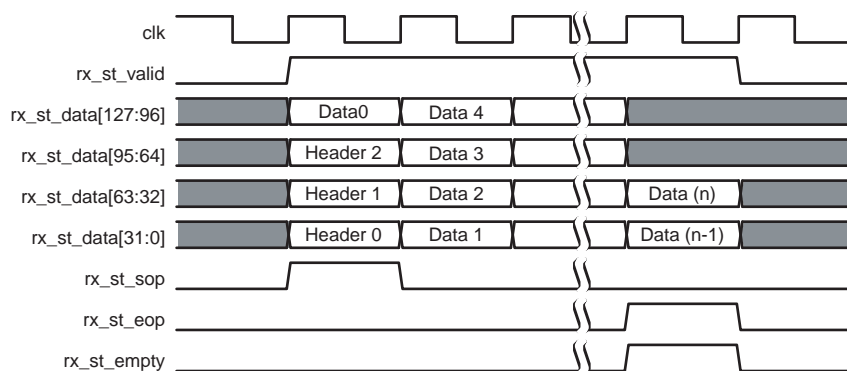 clk
rx_st_valid
rx_st_data[127:96] Data0 Data 4
rx_st_data[95:64] Header 2 Data 3
rx_st_data[63:32] Header 1 Data 2 Data (n)
rx_st_data[31:0] Header 0 Data 1 Data (n-1)
rx_st_sop
rx_st_eop
rx_st_empty